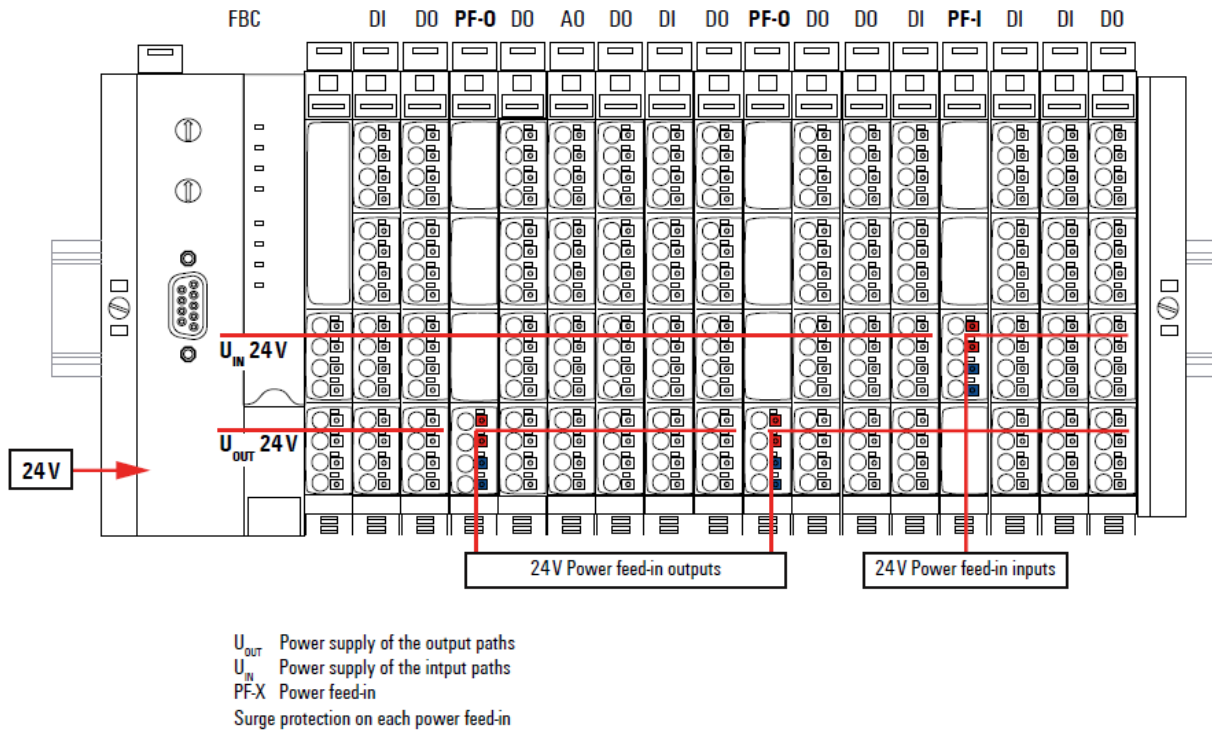 FBC DI DO PF-O DO AO DO DI DO PF-O DO DO DI PF-I DI DI DO
UIN 24 V
UOUT 24 V
24 V
24 V Power feed-in outputs
24 V Power feed-in inputs
UOUT Power supply of the output paths
UIN Power supply of the intput paths
PF-X Power feed-in
Surge protection on each power feed-in